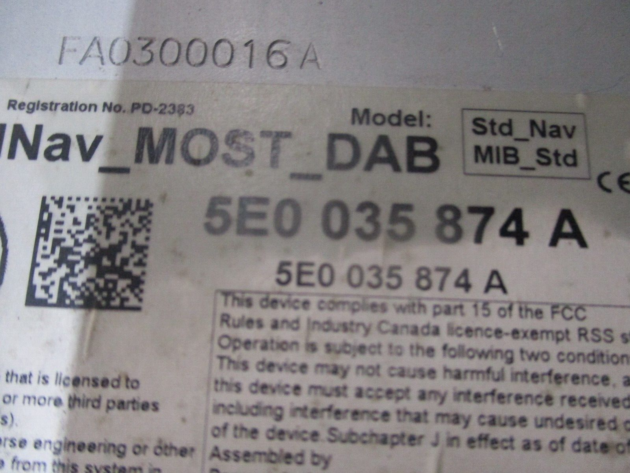 FA0300016A
Registration No. PD-2383
Model:
Std_Nav
MIB_Std
Nav_MOST_DAB
CE
5E0 035 874 A
5E0 035 874 A
This device complies with part 15 of the FCC
Rules and Industry Canada licence-exempt RSS
Operation is subject to the following two condition
This device may not cause harmful interference,
this device must accept any interference received
including interference that may cause undesired
of the device.Subchapter J in effect as of date of
Assembled by
that is licensed to
or more third parties
s).
erse engineering or other
from this system in